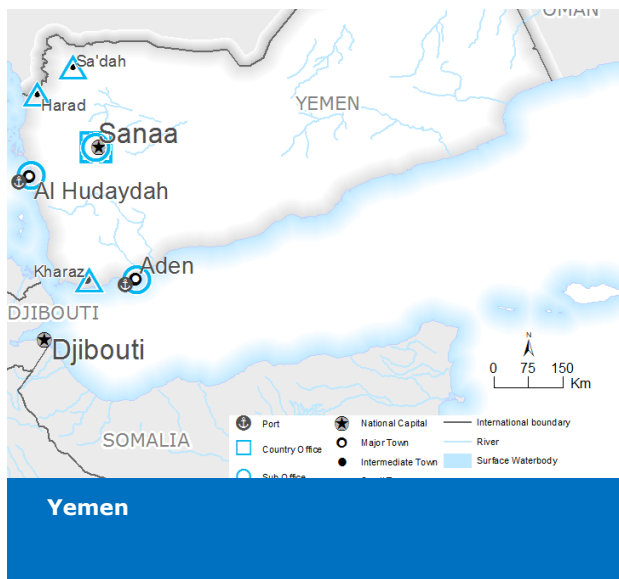 OMAN
Sa'dah
Harad
YEMEN
Sanaa
Al Hudaydah
Kharaz
Aden
DJIBOUTI
Djibouti
N
0 75 150
Km
SOMALIA
Port
National Capital
International boundary
Country Office
Major Town
River
Intermediate Town
Surface Waterbody
Sub Office
Yemen